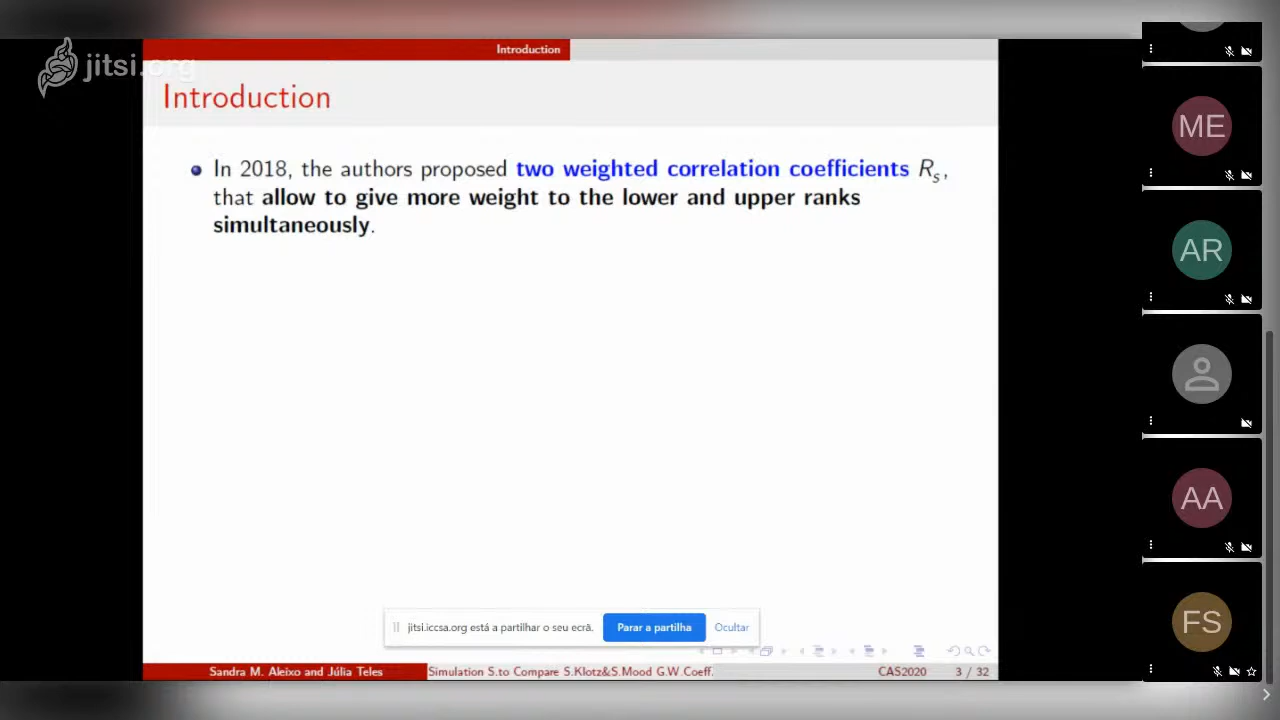 jitsi.org
Introduction
Introduction
In 2018, the authors proposed two weighted correlation coefficients Rs,
that allow to give more weight to the lower and upper ranks
simultaneously.
jitsi.iccsa.org está a partilhar o seu ecrã.
Parar a partilha
Ocultar
Sandra M. Aleixo and Júlia Teles
Simulation S.to Compare S.Klotz&S.Mood G.W.Coeff.
CAS2020
3 / 32
ME
AR
AA
FS